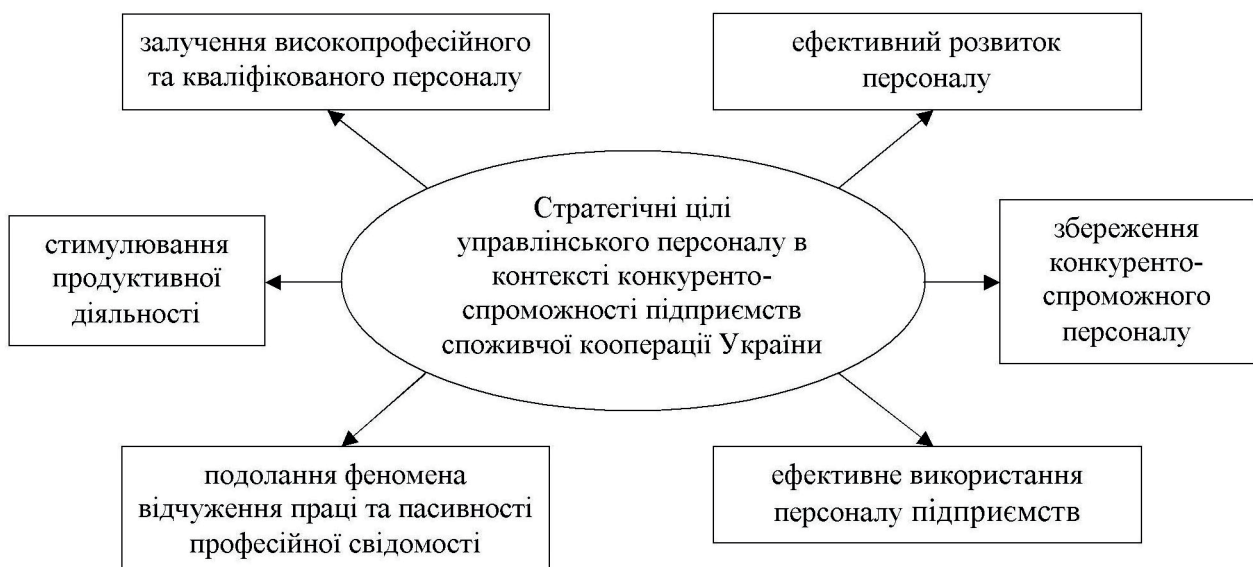 залучення високопрофесійного
та кваліфікованого персоналу
ефективний розвиток
персоналу
Стратегічні цілі
управлінського персоналу в
контексті конкуренто-
спроможності підприємств
споживчої кооперації України
стимулювання
продуктивної
діяльності
збереження
конкуренто-
спроможного
персоналу
подолання феномена
відчуження праці та пасивності
професійної свідомості
ефективне використання
персоналу підприємств